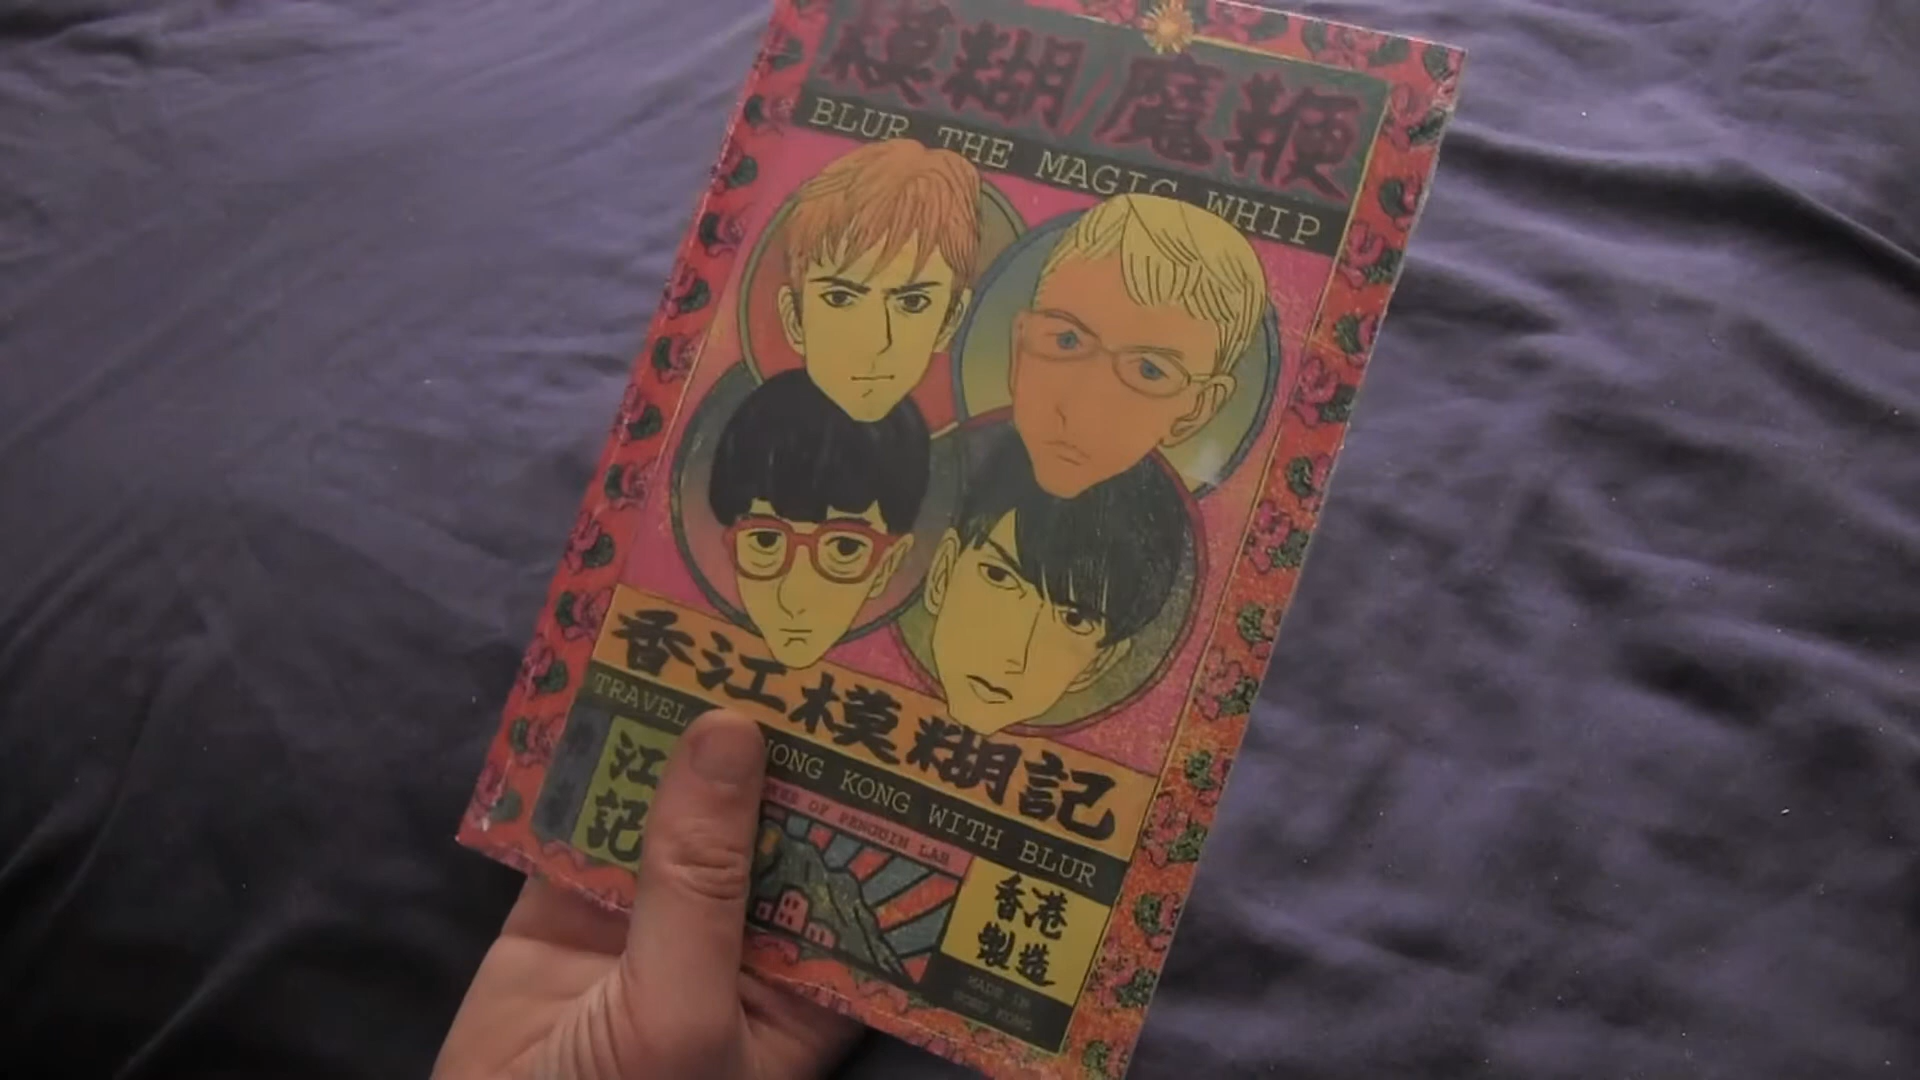 模糊/魔鞭
BLUR THE MAGIC WHIP
香江模糊記
TRAVEL HONG KONG WITH BLUR
OF PENGUIN LAB
江
記
香港
製造
MADE IN
HONG KONG